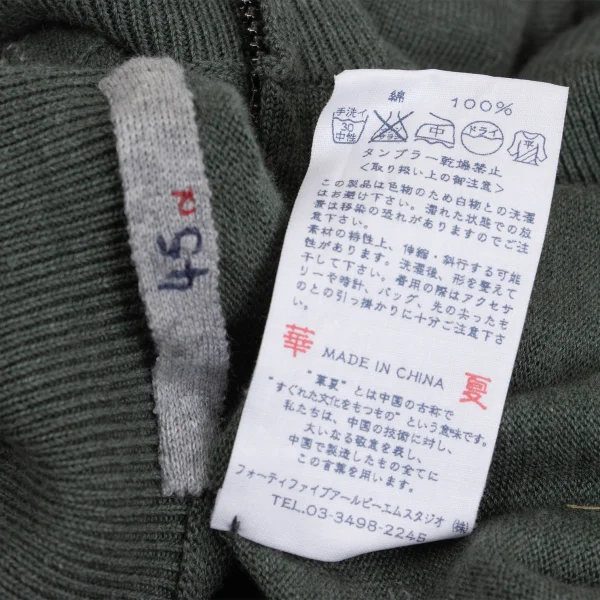 45R
綿 100%
手洗イ
30
中性
エンソ
サラシ
中
ドライ
平
タンブラー乾燥禁止
<取り扱い上の御注意>
この製品は色物のため白物との洗濯
はお避け下さい。濡れた状態での放
置は移染の恐れがありますのでご注
意下さい。
素材の特性上、伸縮・斜行する可能
性があります。洗濯後、形を整えて
干して下さい。着用の際はアクセサ
リーや時計、バッグ、先の尖ったも
のとの引っ掛かりに十分ご注意下さ
い。
華 MADE IN CHINA 夏
"華夏"とは中国の古称で
"すぐれた文化をもつもの"という意味です。
私たちは、中国の技術に対し、
大いなる敬意を表し、
中国で製造したもの全てに
この言葉を用います。
フォーティファイブアールピーエムスタジオ㈱
TEL.03-3498-2245